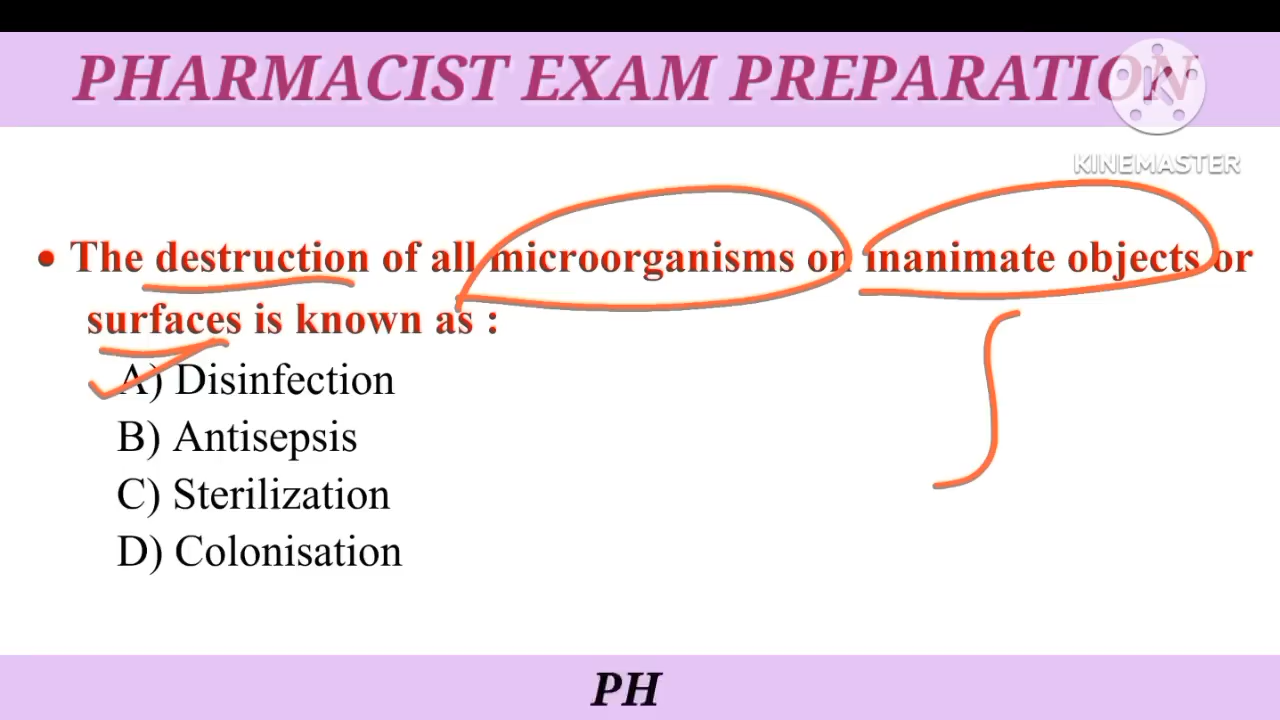 PHARMACIST EXAM PREPARATION
KINEMASTER
• The destruction of all microorganisms on inanimate objects or
surfaces is known as :
A) Disinfection
B) Antisepsis
C) Sterilization
D) Colonisation
PH